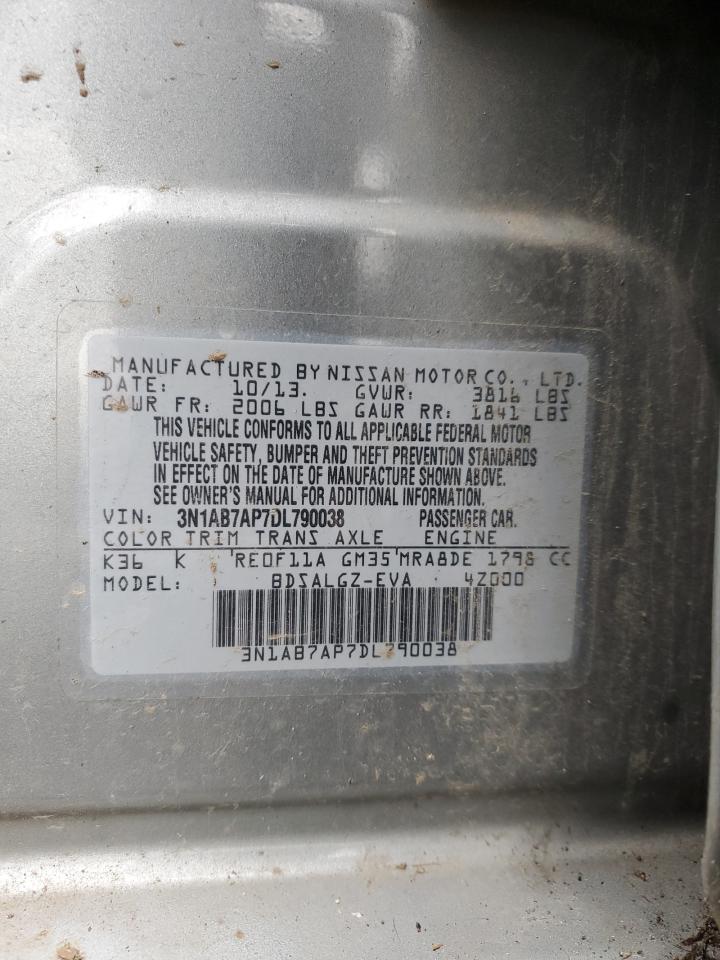 MANUFACTURED BY NISSAN MOTOR CO., LTD.
DATE: 10/13. GVWR: 3816 LBS
GAWR FR: 2006 LBS GAWR RR: 1841 LBS
THIS VEHICLE CONFORMS TO ALL APPLICABLE FEDERAL MOTOR
VEHICLE SAFETY, BUMPER AND THEFT PREVENTION STANDARDS
IN EFFECT ON THE DATE OF MANUFACTURE SHOWN ABOVE.
SEE OWNER'S MANUAL FOR ADDITIONAL INFORMATION.
VIN: 3N1AB7AP7DL790038 PASSENGER CAR.
COLOR TRIM TRANS AXLE ENGINE
K36 K 'RE0F11A GM35'MRA8DE 1798 CC
MODEL: BDSALGZ-EVA 4Z000
3N1AB7AP7DL790038